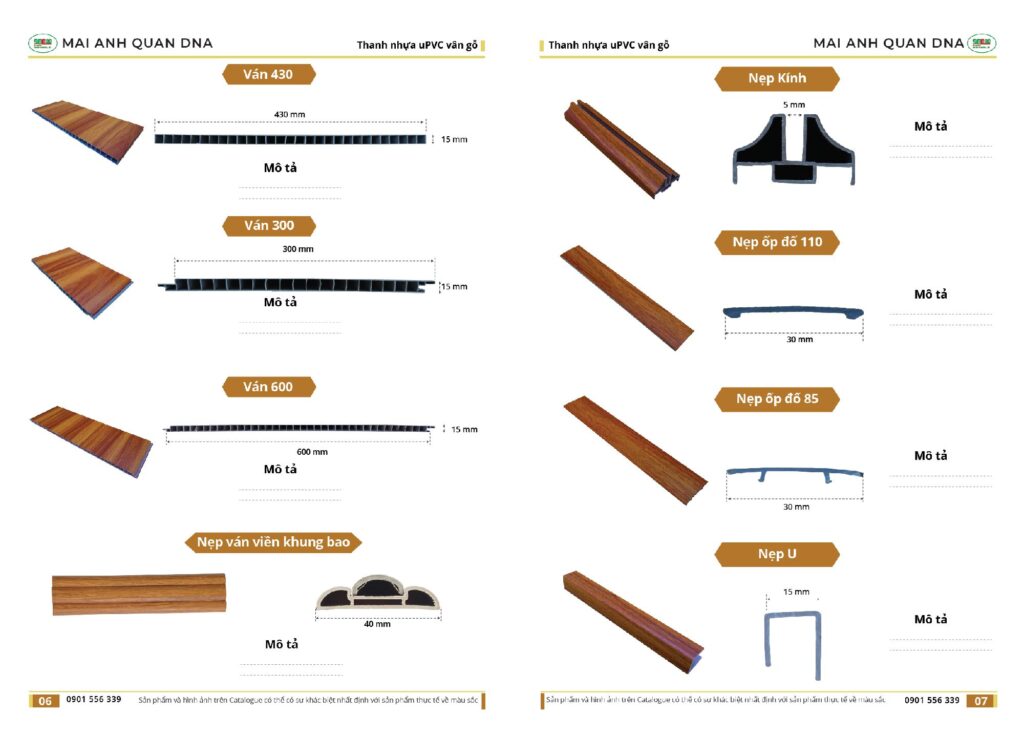 MAI ANH QUAN DNA
Thanh nhựa uPVC vân gỗ
Ván 430
430 mm
15 mm
Mô tả
Ván 300
300 mm
15 mm
Mô tả
Ván 600
15 mm
600 mm
Mô tả
Nẹp ván viền khung bao
40 mm
Mô tả
06
0901 556 339
Sản phẩm và hình ảnh trên Catalogue có thể có sự khác biệt nhất định với sản phẩm thực tế về màu sắc
Thanh nhựa uPVC vân gỗ
MAI ANH QUAN DNA
Nẹp Kính
5 mm
Mô tả
Nẹp ốp đố 110
Mô tả
30 mm
Nẹp ốp đố 85
Mô tả
30 mm
Nẹp U
15 mm
Mô tả
Sản phẩm và hình ảnh trên Catalogue có thể có sự khác biệt nhất định với sản phẩm thực tế về màu sắc
0901 556 339
07